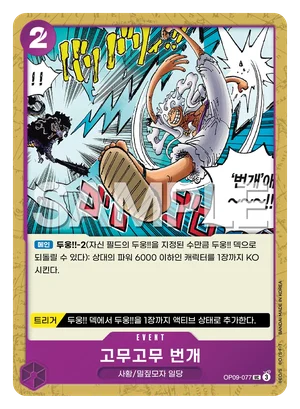 2
!!
'번개'야
~~~!!
SAMPLE
메인 두웅!!-2(자신 필드의 두웅!!을 지정된 수만큼 두웅!! 덱으로
되돌릴 수 있다): 상대의 파워 6000 이하인 캐릭터를 1장까지 KO
시킨다.
트리거 두웅!! 덱에서 두웅!!을 1장까지 액티브 상태로 추가한다.
EVENT
고무고무 번개
사황/밀짚모자 일당
OP09-077 UC 3